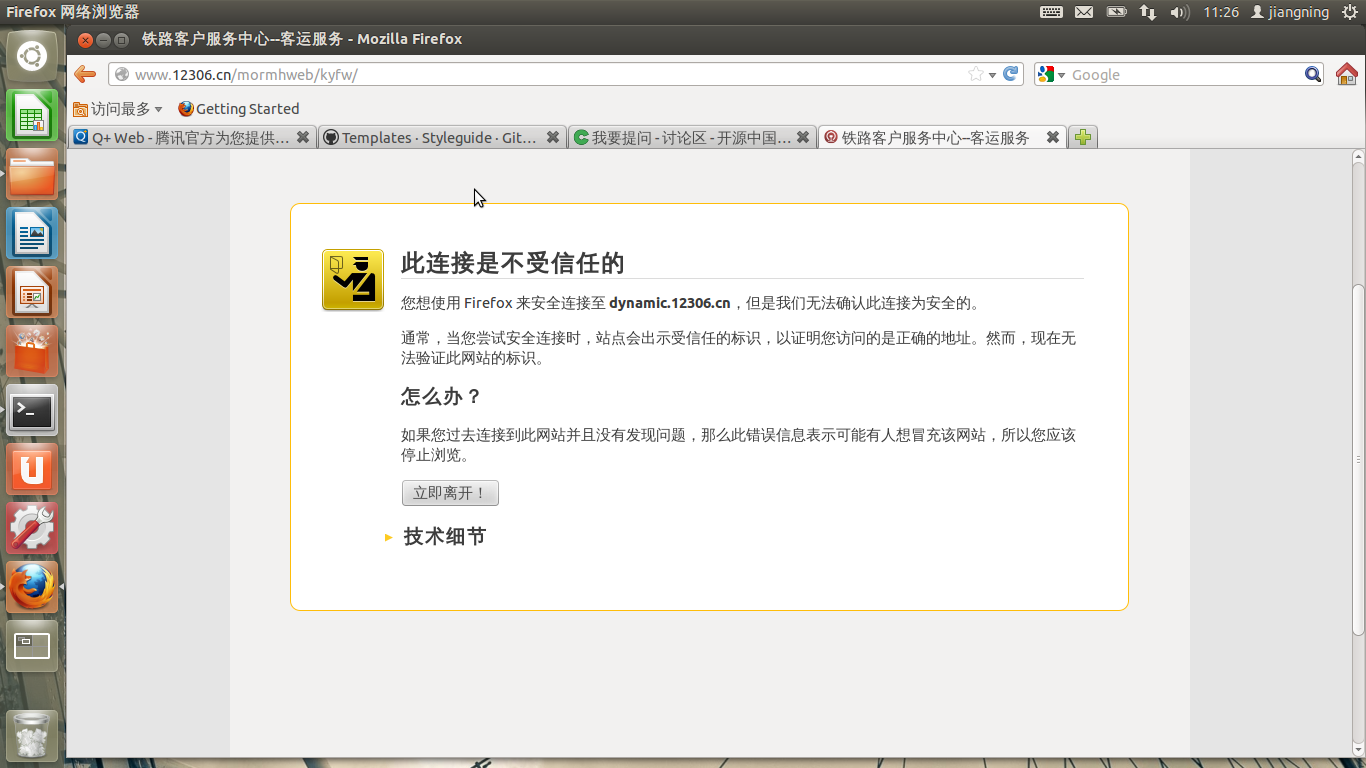 Firefox 网络浏览器
11:26
jiangning
铁路客户服务中心--客运服务 - Mozilla Firefox
www.12306.cn/mormhweb/kyfw/
Google
访问最多
Getting Started
Q+ Web - 腾讯官方为您提供...
Templates · Styleguide · Git...
我要提问 - 讨论区 - 开源中国...
铁路客户服务中心--客运服务
此连接是不受信任的
您想使用 Firefox 来安全连接至 dynamic.12306.cn，但是我们无法确认此连接为安全的。
通常，当您尝试安全连接时，站点会出示受信任的标识，以证明您访问的是正确的地址。然而，现在无
法验证此网站的标识。
怎么办？
如果您过去连接到此网站并且没有发现问题，那么此错误信息表示可能有人想冒充该网站，所以您应该
停止浏览。
立即离开！
技术细节